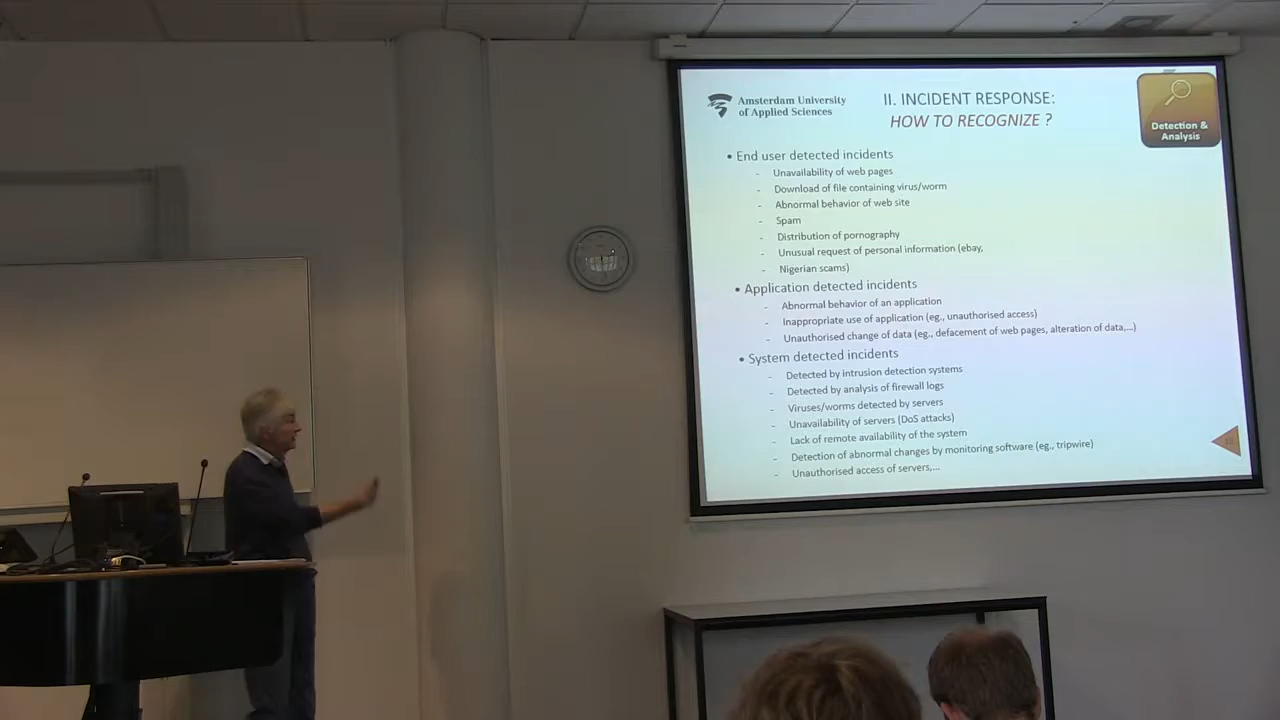 Amsterdam University
of Applied Sciences
II. INCIDENT RESPONSE:
HOW TO RECOGNIZE ?
Detection &
Analysis
• End user detected incidents
- Unavailability of web pages
- Download of file containing virus/worm
- Abnormal behavior of web site
- Spam
- Distribution of pornography
- Unusual request of personal information (ebay,
- Nigerian scams)
• Application detected incidents
- Abnormal behavior of an application
- Inappropriate use of application (eg., unauthorised access)
- Unauthorised change of data (eg., defacement of web pages, alteration of data,...)
• System detected incidents
- Detected by intrusion detection systems
- Detected by analysis of firewall logs
- Viruses/worms detected by servers
- Unavailability of servers (DoS attacks)
- Lack of remote availability of the system
- Detection of abnormal changes by monitoring software (eg., tripwire)
- Unauthorised access of servers,...